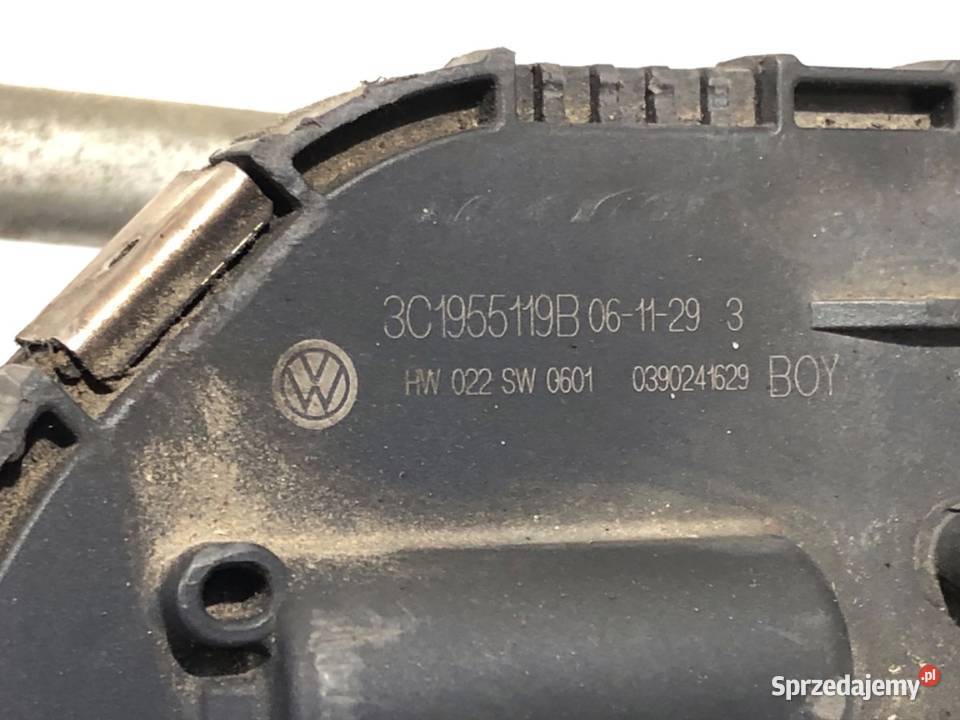 3C1955119B 06-11-29 3
HW 022 SW 0601 0390241629 BOY
Sprzedajemy.pl